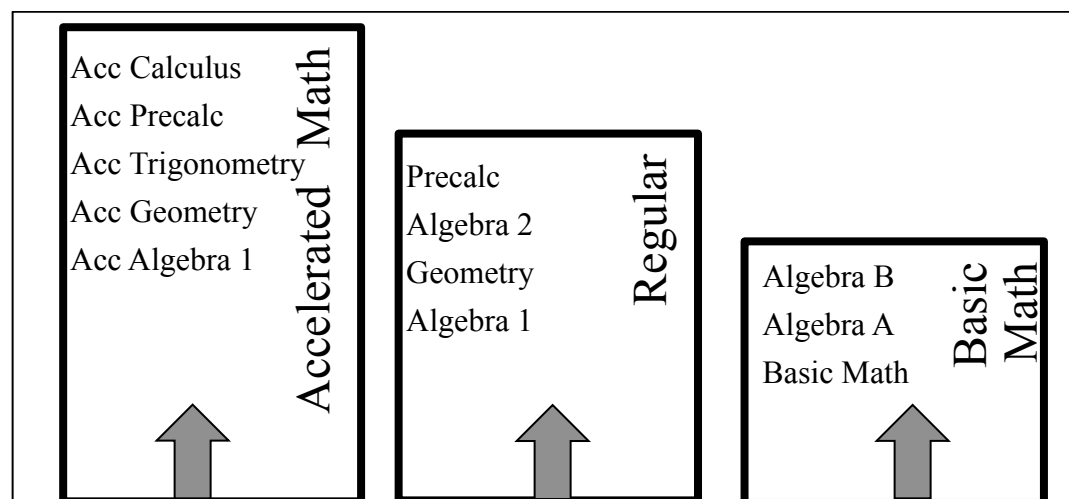 Acc Calculus
Acc Precalc
Acc Trigonometry
Acc Geometry
Acc Algebra 1
Accelerated Math
Precalc
Algebra 2
Geometry
Algebra 1
Regular
Algebra B
Algebra A
Basic Math
Basic
Math